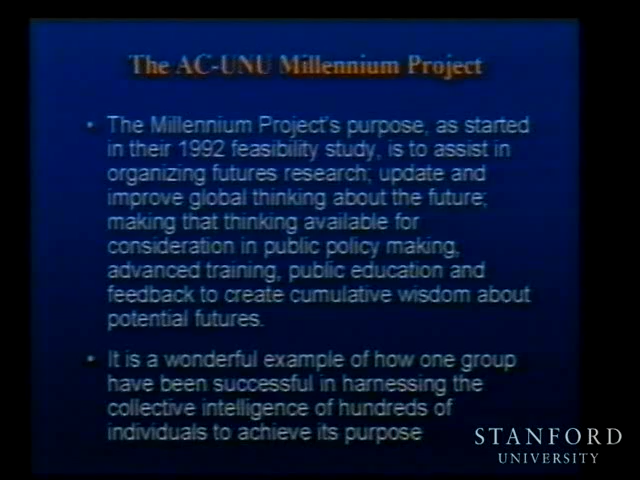 The AC-UNU Millennium Project
• The Millennium Project's purpose, as started
in their 1992 feasibility study, is to assist in
organizing futures research; update and
improve global thinking about the future;
making that thinking available for
consideration in public policy making,
advanced training, public education and
feedback to create cumulative wisdom about
potential futures.
• It is a wonderful example of how one group
have been successful in harnessing the
collective intelligence of hundreds of
individuals to achieve its purpose
STANFORD
UNIVERSITY